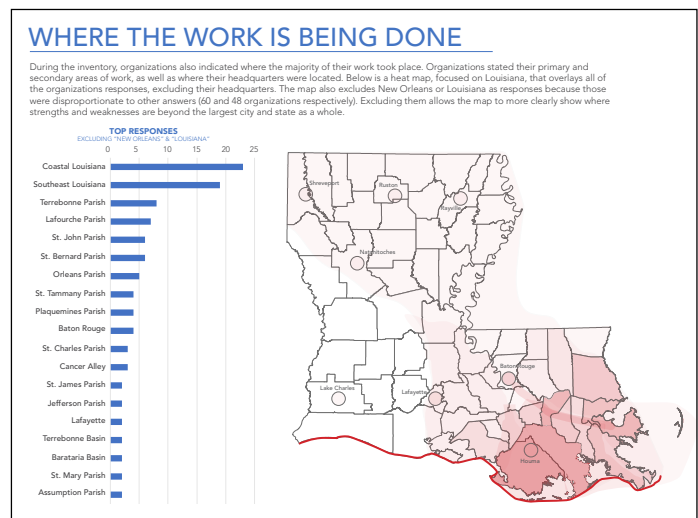 WHERE THE WORK IS BEING DONE
During the inventory, organizations also indicated where the majority of their work took place. Organizations stated their primary and
secondary areas of work, as well as where their headquarters were located. Below is a heat map, focused on Louisiana, that overlays all of
the organizations responses, excluding their headquarters. The map also excludes New Orleans or Louisiana as responses because those
were disproportionate to other answers (60 and 48 organizations respectively). Excluding them allows the map to more clearly show where
strengths and weaknesses are beyond the largest city and state as a whole.
TOP RESPONSES
EXCLUDING "NEW ORLEANS" & "LOUISIANA"
0 5 10 15 20 25
Coastal Louisiana
Southeast Louisiana
Terrebonne Parish
Lafourche Parish
St. John Parish
St. Bernard Parish
Orleans Parish
St. Tammany Parish
Plaquemines Parish
Baton Rouge
St. Charles Parish
Cancer Alley
St. James Parish
Jefferson Parish
Lafayette
Terrebonne Basin
Barataria Basin
St. Mary Parish
Assumption Parish
Shreveport
Ruston
Rayville
Natchitoches
Baton Rouge
Lake Charles
Lafayette
Houma